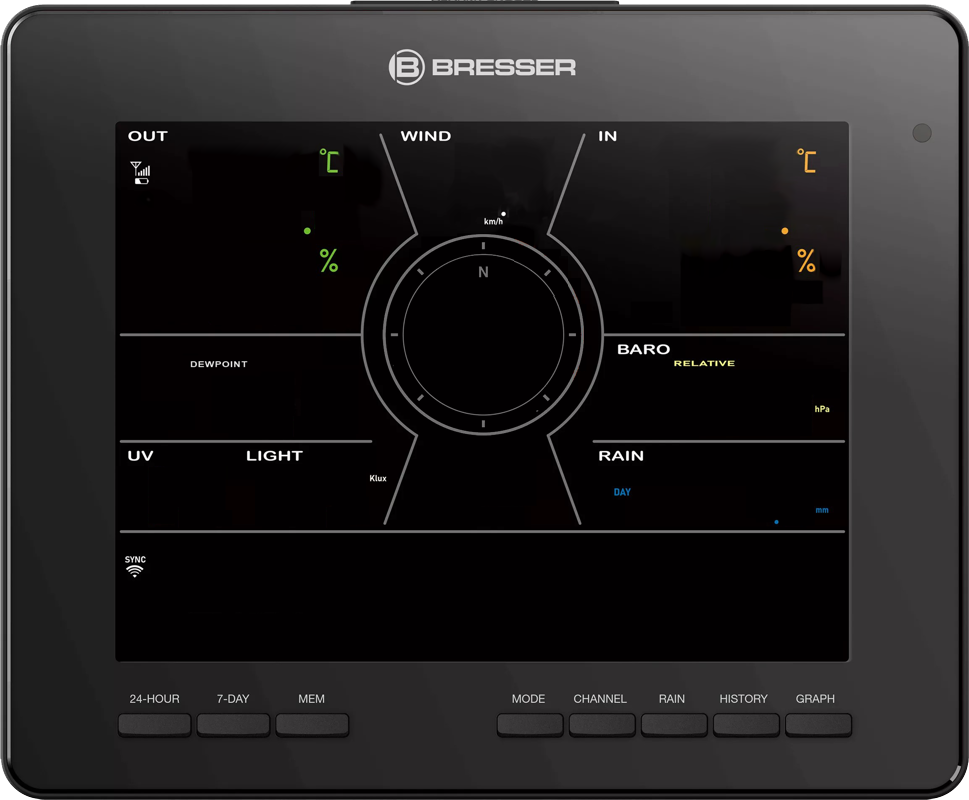 BRESSER
OUT
WIND
IN
°C
°C
km/h
%
%
N
DEWPOINT
BARO
RELATIVE
hPa
UV
LIGHT
RAIN
Klux
DAY
mm
SYNC
24-HOUR
7-DAY
MEM
MODE
CHANNEL
RAIN
HISTORY
GRAPH